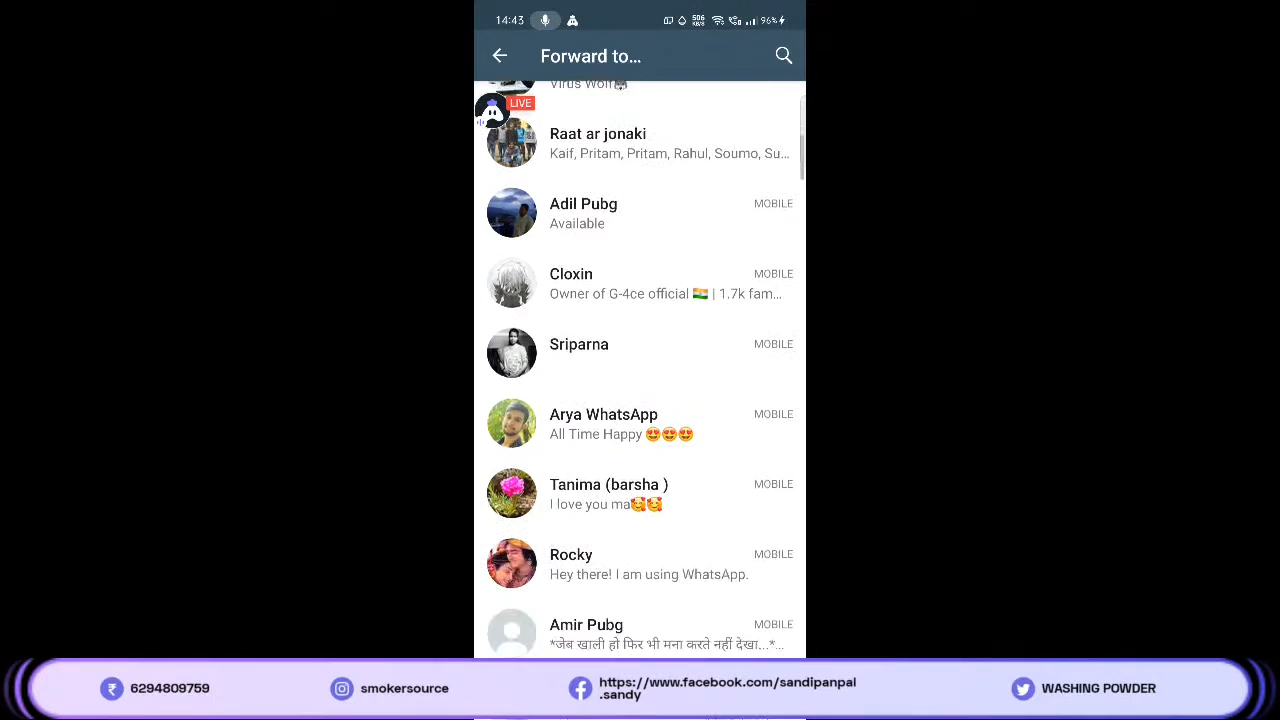 14:43
506 KB/S
96%
Forward to...
Virus Wolf
LIVE
Raat ar jonaki
Kaif, Pritam, Pritam, Rahul, Soumo, Su...
Adil Pubg MOBILE
Available
Cloxin MOBILE
Owner of G-4ce official 🇮🇳 | 1.7k fam...
Sriparna MOBILE
Arya WhatsApp MOBILE
All Time Happy 😍😍😍
Tanima (barsha ) MOBILE
I love you ma🥰🥰
Rocky MOBILE
Hey there! I am using WhatsApp.
Amir Pubg MOBILE
*जेब खाली हो फिर भी मना करते नहीं देखा...*...
₹ 6294809759
smokersource
https://www.facebook.com/sandipanpal
.sandy
WASHING POWDER